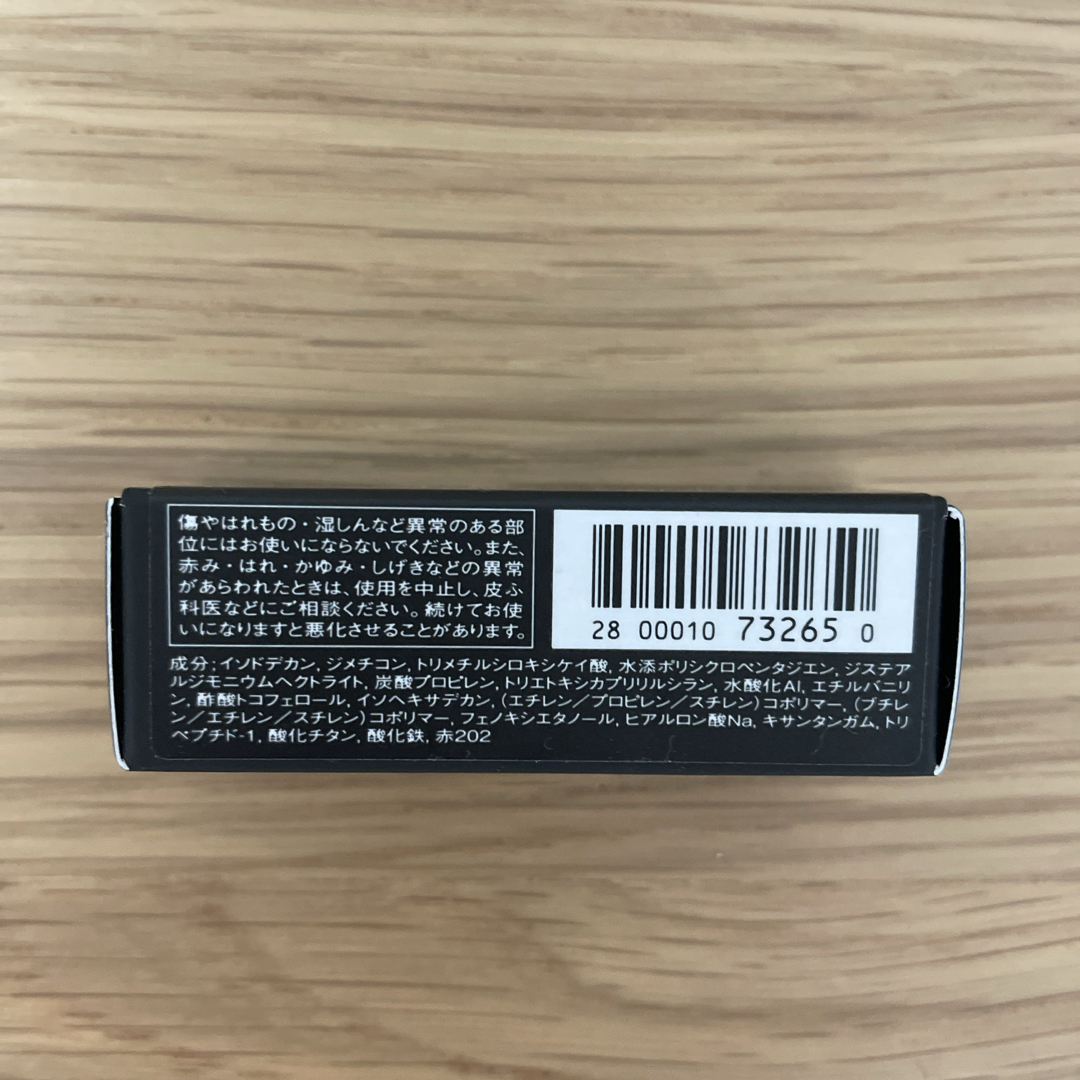 傷やはれもの・湿しんなど異常のある部
位にはお使いにならないでください。また、
赤み・はれ・かゆみ・しげきなどの異常
があらわれたときは、使用を中止し、皮ふ
科医などにご相談ください。続けてお使
いになりますと悪化させることがあります。
28 00010 73265 0
成分：イソドデカン, ジメチコン, トリメチルシロキシケイ酸, 水添ポリシクロペンタジエン, ジステア
ルジモニウムヘクトライト, 炭酸プロピレン, トリエトキシカプリリルシラン, 水酸化Al, エチルバニリ
ン, 酢酸トコフェロール, イソヘキサデカン, (エチレン／プロピレン／スチレン)コポリマー, (ブチレ
ン／エチレン／スチレン)コポリマー, フェノキシエタノール, ヒアルロン酸Na, キサンタンガム, トリ
ペプチド-1, 酸化チタン, 酸化鉄, 赤202